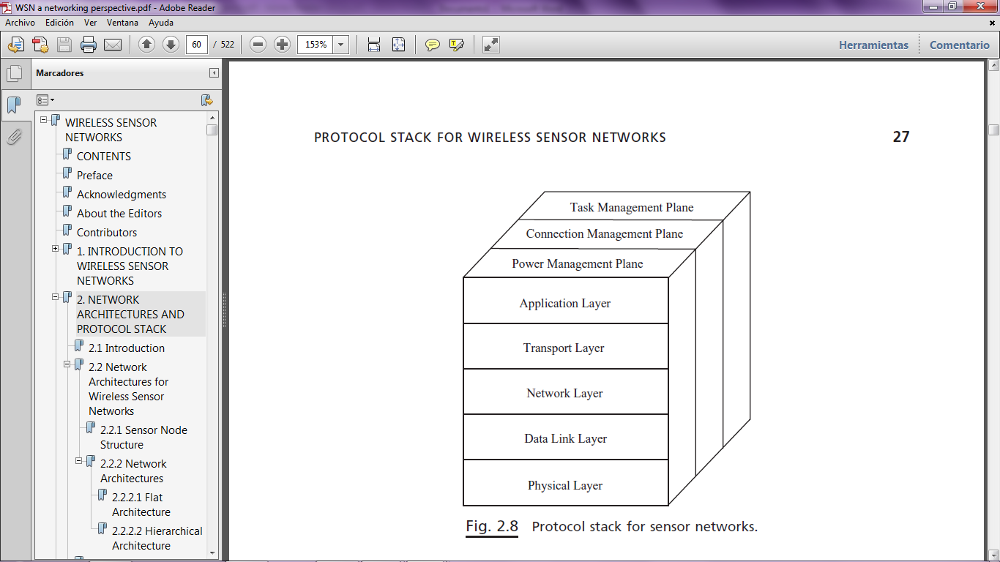 WSN a networking perspective.pdf - Adobe Reader
Archivo Edición Ver Ventana Ayuda
60 / 522 153% Herramientas Comentario
Marcadores
WIRELESS SENSOR
NETWORKS
CONTENTS
Preface
Acknowledgments
About the Editors
Contributors
1. INTRODUCTION TO
WIRELESS SENSOR
NETWORKS
2. NETWORK
ARCHITECTURES AND
PROTOCOL STACK
2.1 Introduction
2.2 Network
Architectures for
Wireless Sensor
Networks
2.2.1 Sensor Node
Structure
2.2.2 Network
Architectures
2.2.2.1 Flat
Architecture
2.2.2.2 Hierarchical
Architecture
PROTOCOL STACK FOR WIRELESS SENSOR NETWORKS 27
Task Management Plane
Connection Management Plane
Power Management Plane
Application Layer
Transport Layer
Network Layer
Data Link Layer
Physical Layer
Fig. 2.8 Protocol stack for sensor networks.